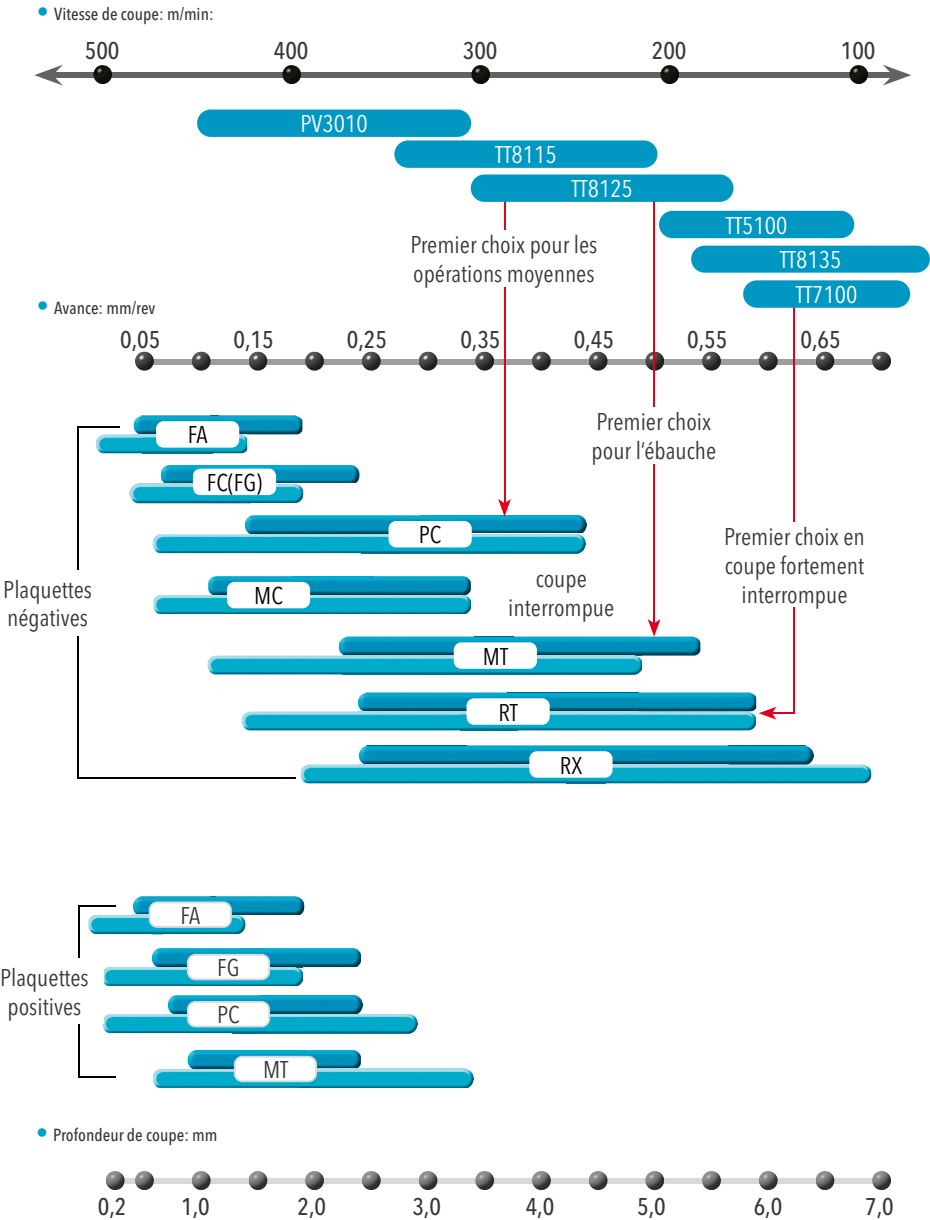 Vitesse de coupe: m/min:
500 400 300 200 100
PV3010
TT8115
TT8125
TT5100
TT8135
TT7100
Premier choix pour les
opérations moyennes
Avance: mm/rev
0,05 0,15 0,25 0,35 0,45 0,55 0,65
Premier choix
pour l‘ébauche
Premier choix en
coupe fortement
interrompue
coupe
interrompue
Plaquettes
négatives
FA
FC(FG)
PC
MC
MT
RT
RX
Plaquettes
positives
FA
FG
PC
MT
Profondeur de coupe: mm
0,2 1,0 2,0 3,0 4,0 5,0 6,0 7,0